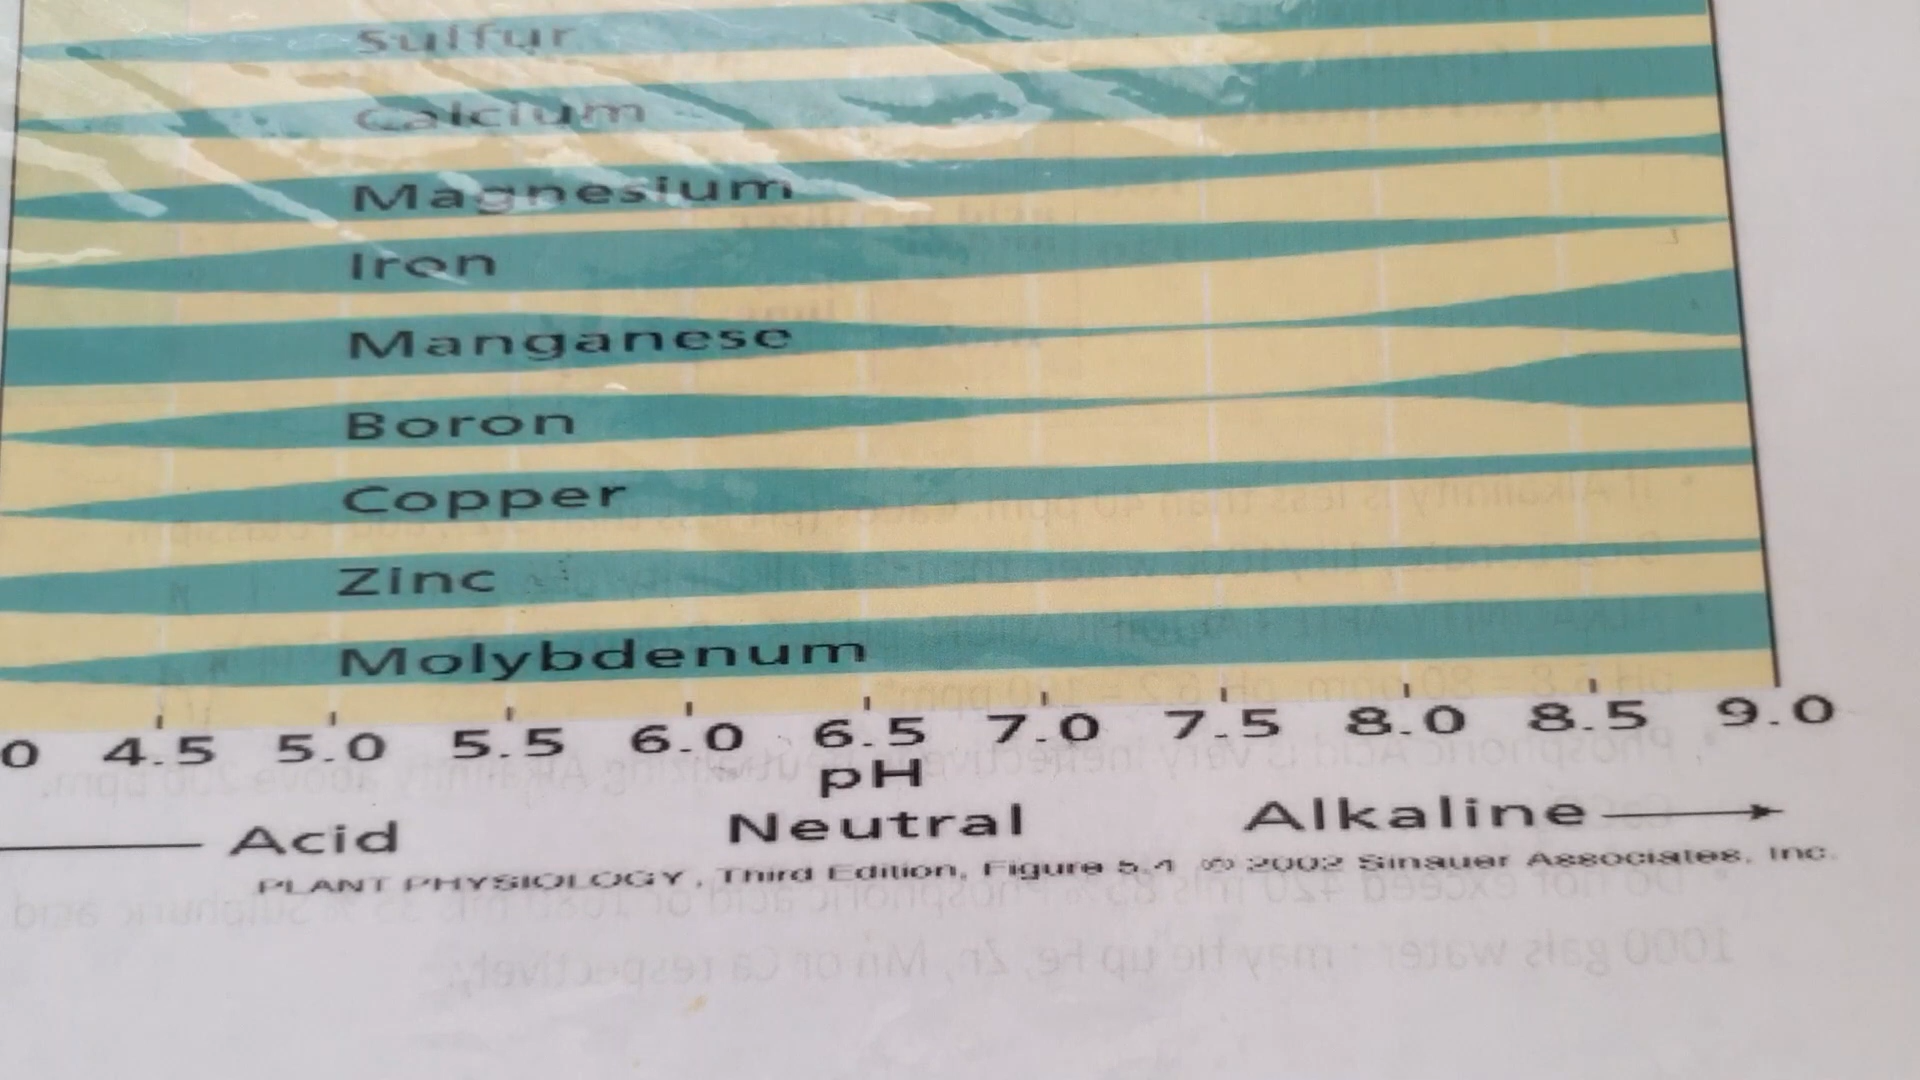 Sulfur
Calcium
Magnesium
Iron
Manganese
Boron
Copper
Zinc
Molybdenum
0 4.5 5.0 5.5 6.0 6.5 7.0 7.5 8.0 8.5 9.0
pH
Acid Neutral Alkaline
PLANT PHYSIOLOGY, Third Edition, Figure 5.4 © 2002 Sinauer Associates, Inc.